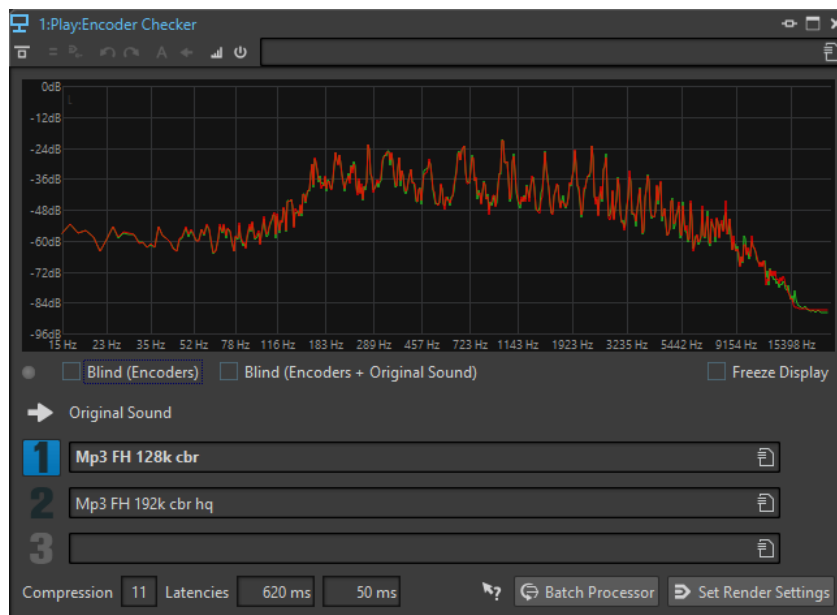 1:Play:Encoder Checker
A
L
0dB
-12dB
-24dB
-36dB
-48dB
-60dB
-72dB
-84dB
-96dB
15 Hz 23 Hz 35 Hz 52 Hz 78 Hz 116 Hz 183 Hz 289 Hz 457 Hz 723 Hz 1143 Hz 1923 Hz 3235 Hz 5442 Hz 9154 Hz 15398 Hz
Blind (Encoders) Blind (Encoders + Original Sound) Freeze Display
Original Sound
1 Mp3 FH 128k cbr
2 Mp3 FH 192k cbr hq
3
Compression 11 Latencies 620 ms 50 ms ? Batch Processor Set Render Settings